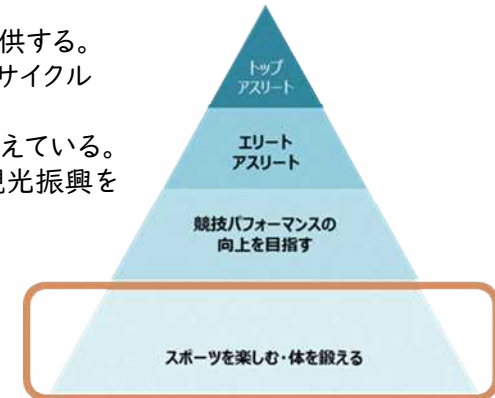 供する。
サイクル
えている。
観光振興を
トップ
アスリート
エリート
アスリート
競技パフォーマンスの
向上を目指す
スポーツを楽しむ・体を鍛える